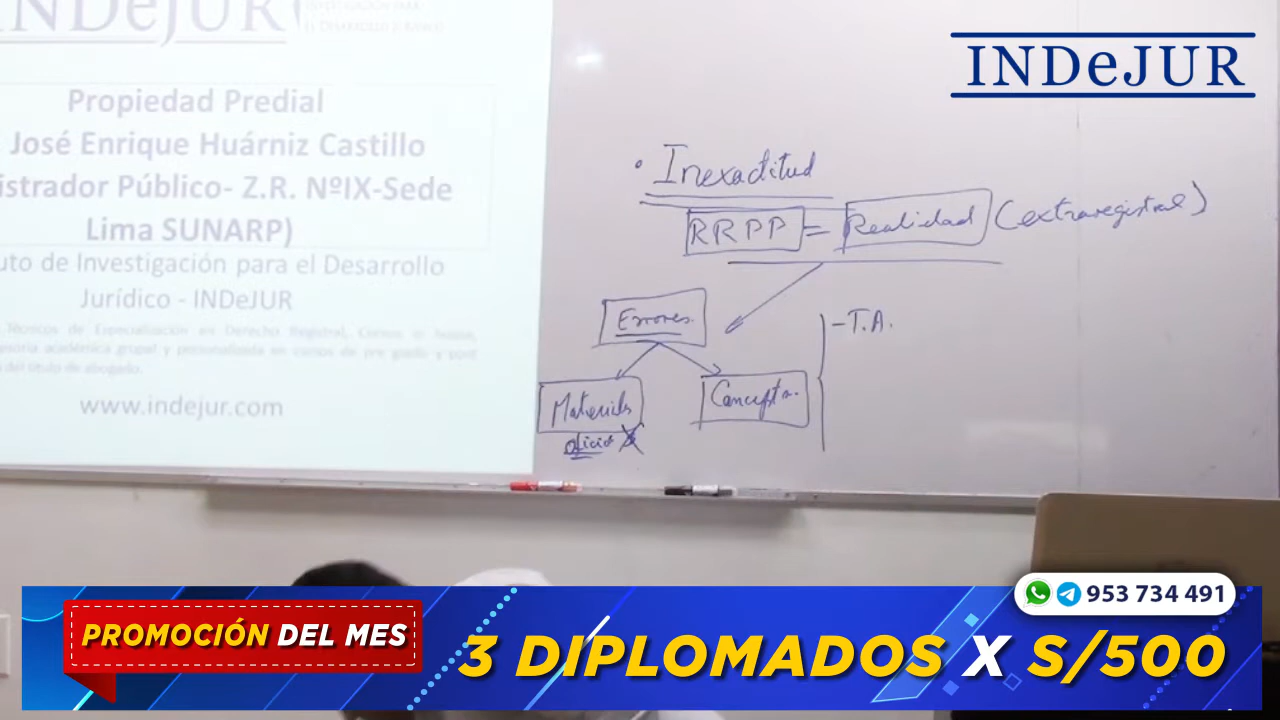 INDeJUR
Propiedad Predial
José Enrique Huárniz Castillo
istrador Público- Z.R. NºIX-Sede
Lima SUNARP)
uto de Investigación para el Desarrollo
Jurídico - INDeJUR
www.indejur.com
INDeJUR
• Inexactitud
RRPP = Realidad (extraregistral)
Errores.
- T.A.
Materiales
oficio
PROMOCIÓN DEL MES
953 734 491
3 DIPLOMADOS X S/500